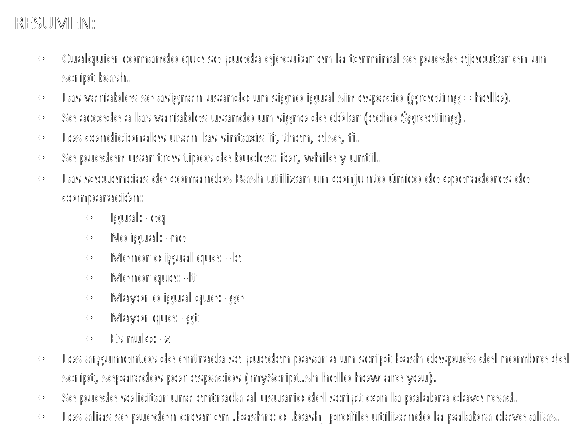 RESUMEN:
Cualquier comando que se pueda ejecutar en la terminal se puede ejecutar en un
script bash.
Las variables se asignan usando un signo igual sin espacio (greeting="hello").
Se accede a las variables usando un signo de dólar (echo $greeting).
Los condicionales usan las sintaxis if, then, else, fi.
Se pueden usar tres tipos de bucles: for, while y until.
Las secuencias de comandos Bash utilizan un conjunto único de operadores de
comparación:
Igual: -eq
No igual: -ne
Menor o igual que: -le
Menor que: -lt
Mayor o igual que: -ge
Mayor que: -gt
Es nulo: -z
Los argumentos de entrada se pueden pasar a un script bash después del nombre del
script, separados por espacios (myScript.sh hello how are you).
Se puede solicitar una entrada al usuario del script con la palabra clave read.
Los alias se pueden crear en .bashrc o .bash_profile utilizando la palabra clave alias.